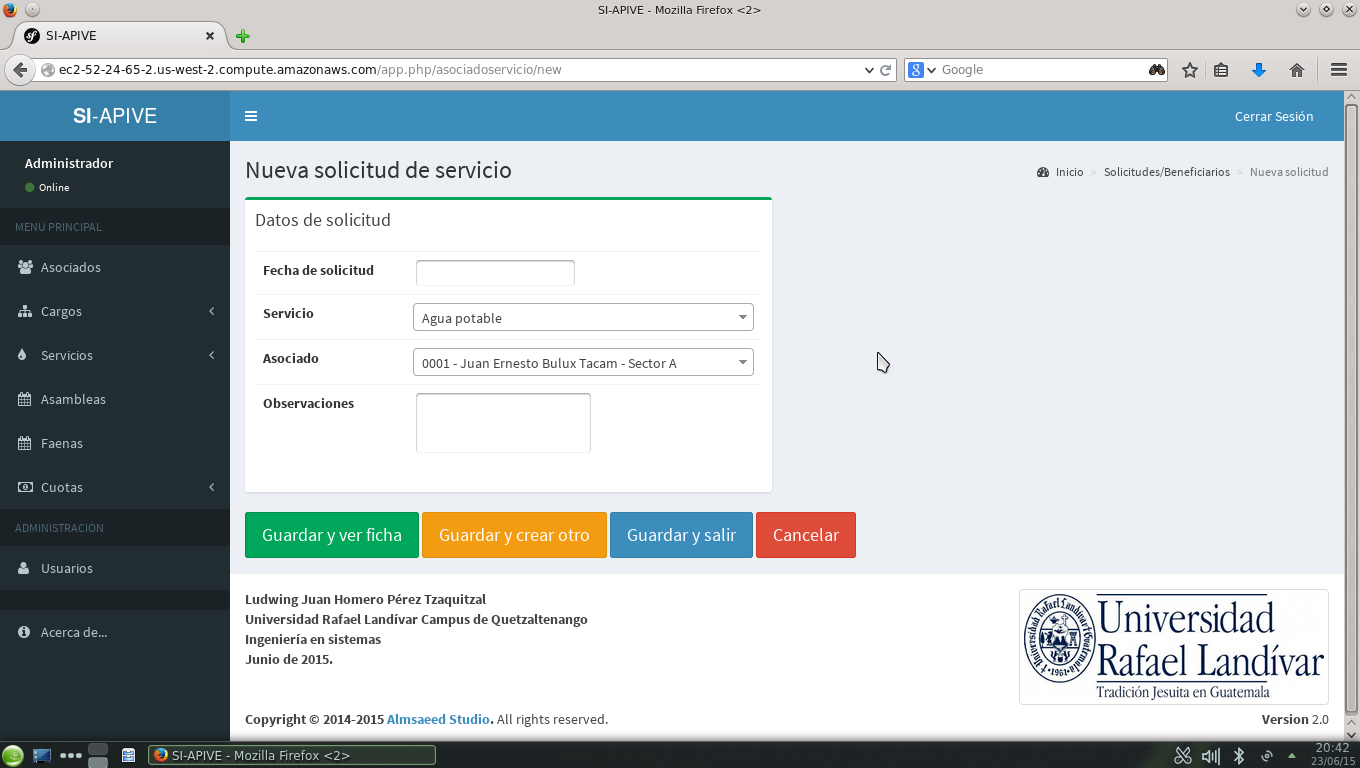 SI-APIVE - Mozilla Firefox <2>
SI-APIVE
ec2-52-24-65-2.us-west-2.compute.amazonaws.com/app.php/asociadoservicio/new
Google
SI-APIVE
Cerrar Sesión
Administrador
Online
MENÚ PRINCIPAL
Asociados
Cargos
Servicios
Asambleas
Faenas
Cuotas
ADMINISTRACIÓN
Usuarios
Acerca de...
Nueva solicitud de servicio
Inicio > Solicitudes/Beneficiarios > Nueva solicitud
Datos de solicitud
Fecha de solicitud
Servicio Agua potable
Asociado 0001 - Juan Ernesto Bulux Tacam - Sector A
Observaciones
Guardar y ver ficha Guardar y crear otro Guardar y salir Cancelar
Ludwing Juan Homero Pérez Tzaquitzal
Universidad Rafael Landívar Campus de Quetzaltenango
Ingeniería en sistemas
Junio de 2015.
Universidad
Rafael Landívar
Tradición Jesuita en Guatemala
Copyright © 2014-2015 Almsaeed Studio. All rights reserved.
Version 2.0
SI-APIVE - Mozilla Firefox <2>
20:42
23/06/15